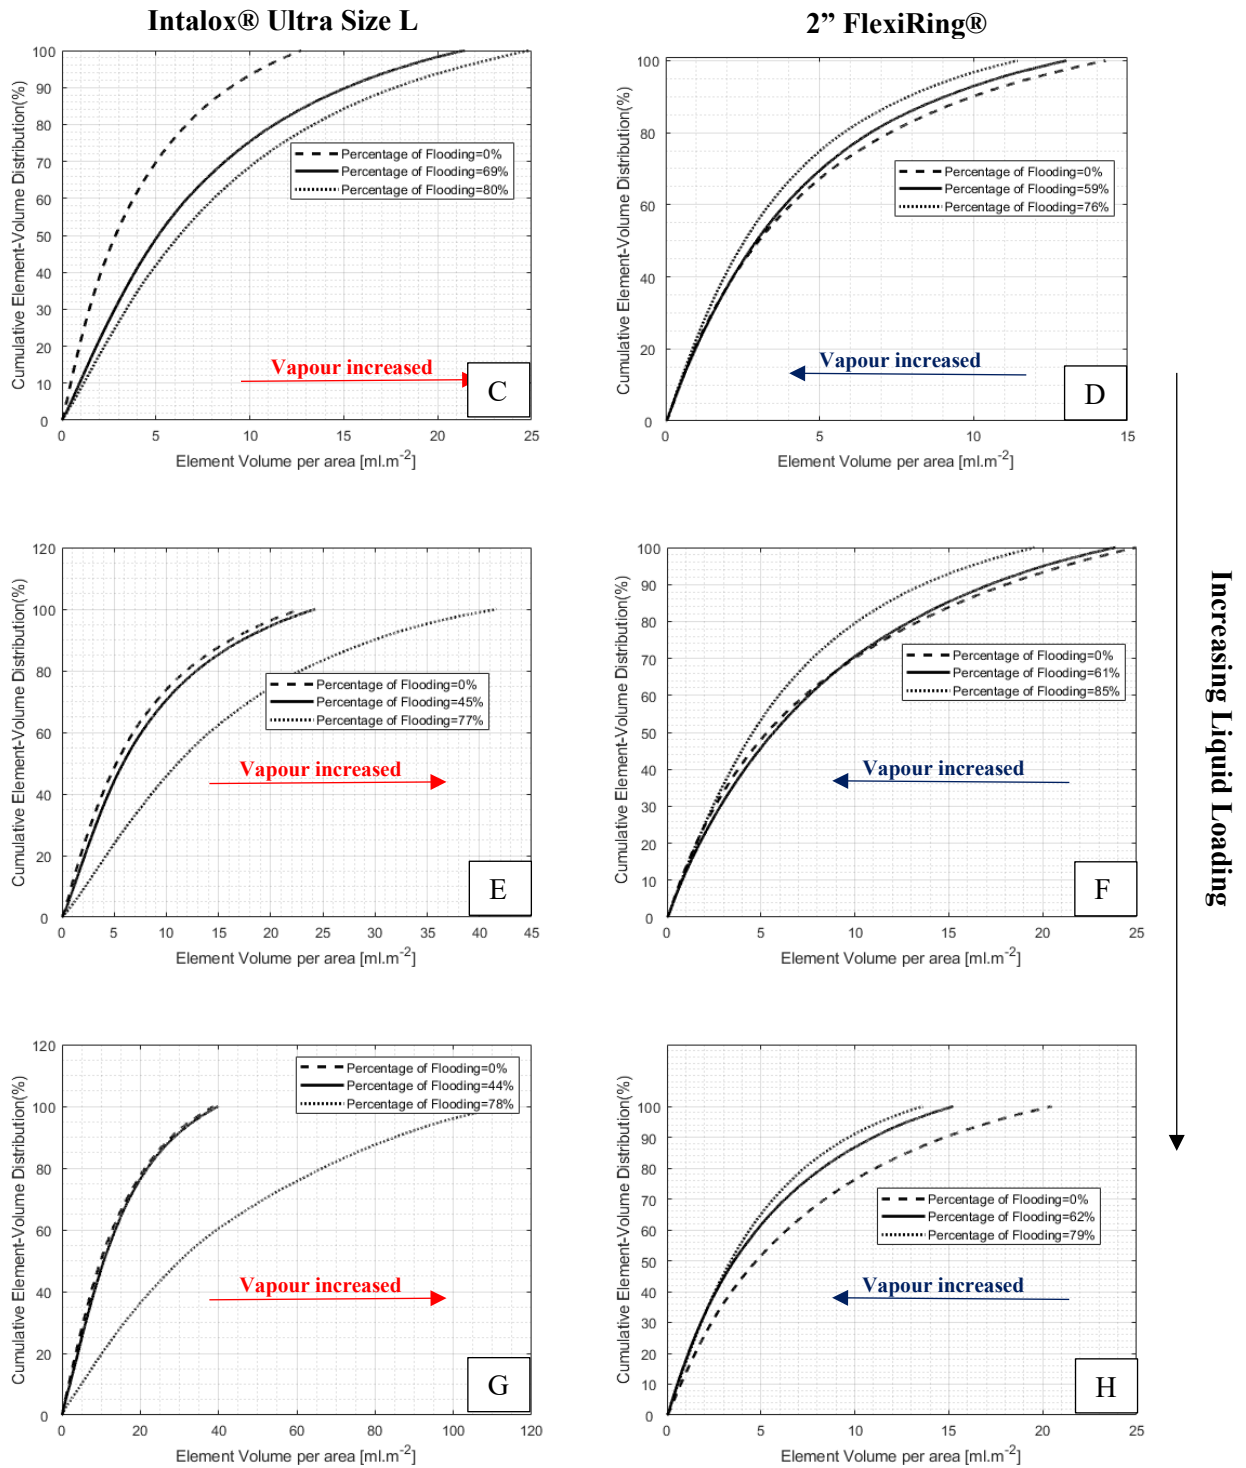 Intalox® Ultra Size L
2” FlexiRing®
Cumulative Element-Volume Distribution(%)
100
90
80
70
60
50
40
30
20
10
0
Percentage of Flooding=0%
Percentage of Flooding=69%
Percentage of Flooding=80%
Vapour increased
C
0 5 10 15 20 25
Element Volume per area [ml.m-2]
Cumulative Element-Volume Distribution(%)
100
80
60
40
20
0
Percentage of Flooding=0%
Percentage of Flooding=59%
Percentage of Flooding=76%
Vapour increased
D
0 5 10 15
Element Volume per area [ml.m-2]
Increasing Liquid Loading
Cumulative Element-Volume Distribution(%)
120
100
80
60
40
20
0
Percentage of Flooding=0%
Percentage of Flooding=45%
Percentage of Flooding=77%
Vapour increased
E
0 5 10 15 20 25 30 35 40 45
Element Volume per area [ml.m-2]
Cumulative Element-Volume Distribution(%)
100
90
80
70
60
50
40
30
20
10
0
Percentage of Flooding=0%
Percentage of Flooding=61%
Percentage of Flooding=85%
Vapour increased
F
0 5 10 15 20 25
Element Volume per area [ml.m-2]
Cumulative Element-Volume Distribution(%)
120
100
80
60
40
20
0
Percentage of Flooding=0%
Percentage of Flooding=44%
Percentage of Flooding=78%
Vapour increased
G
0 20 40 60 80 100 120
Element Volume per area [ml.m-2]
Cumulative Element-Volume Distribution(%)
100
90
80
70
60
50
40
30
20
10
0
Percentage of Flooding=0%
Percentage of Flooding=62%
Percentage of Flooding=79%
Vapour increased
H
0 5 10 15 20 25
Element Volume per area [ml.m-2]